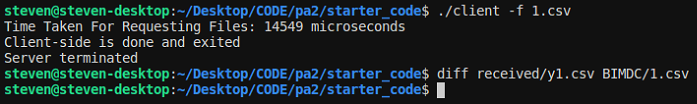 steven@steven-desktop:~/Desktop/CODE/pa2/starter_code$ ./client -f 1.csv
Time Taken For Requesting Files: 14549 microseconds
Client-side is done and exited
Server terminated
steven@steven-desktop:~/Desktop/CODE/pa2/starter_code$ diff received/y1.csv BIMDC/1.csv
steven@steven-desktop:~/Desktop/CODE/pa2/starter_code$